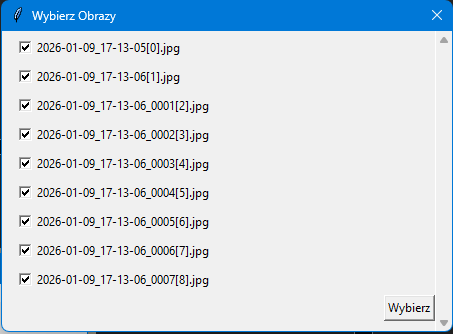 Wybierz Obrazy
2026-01-09_17-13-05[0].jpg
2026-01-09_17-13-06[1].jpg
2026-01-09_17-13-06_0001[2].jpg
2026-01-09_17-13-06_0002[3].jpg
2026-01-09_17-13-06_0003[4].jpg
2026-01-09_17-13-06_0004[5].jpg
2026-01-09_17-13-06_0005[6].jpg
2026-01-09_17-13-06_0006[7].jpg
2026-01-09_17-13-06_0007[8].jpg
Wybierz